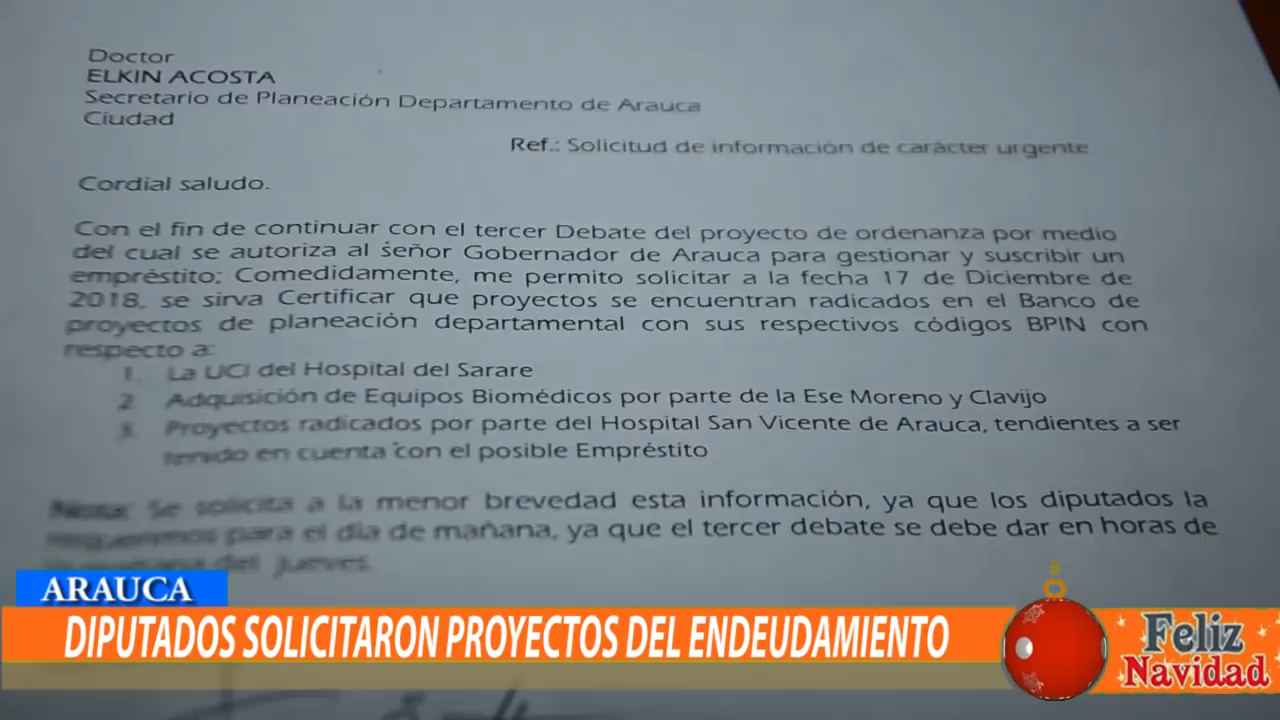 Doctor
ELKIN ACOSTA
Secretario de Planeación Departamento de Arauca
Ciudad
Ref.: Solicitud de información de carácter urgente
Cordial saludo.
Con el fin de continuar con el tercer Debate del proyecto de ordenanza por medio
del cual se autoriza al señor Gobernador de Arauca para gestionar y suscribir un
empréstito; Comedidamente, me permito solicitar a la fecha 17 de Diciembre de
2018, se sirva Certificar que proyectos se encuentran radicados en el Banco de
proyectos de planeación departamental con sus respectivos códigos BPIN con
respecto a:
1. La UCI del Hospital del Sarare
2. Adquisición de Equipos Biomédicos por parte de la Ese Moreno y Clavijo
3. Proyectos radicados por parte del Hospital San Vicente de Arauca, tendientes a ser
tenido en cuenta con el posible Empréstito
Nota: Se solicita a la menor brevedad esta información, ya que los diputados la
requerimos para el día de mañana, ya que el tercer debate se debe dar en horas de
del jueves.
ARAUCA
DIPUTADOS SOLICITARON PROYECTOS DEL ENDEUDAMIENTO
Feliz
Navidad